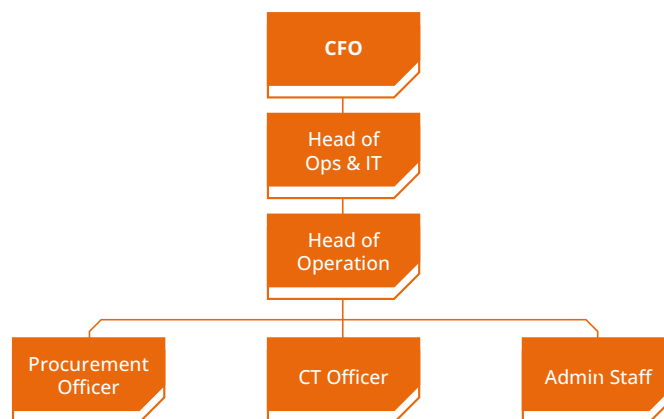 CFO
Head of
Ops & IT
Head of
Operation
Procurement
Officer
CT Officer
Admin Staff